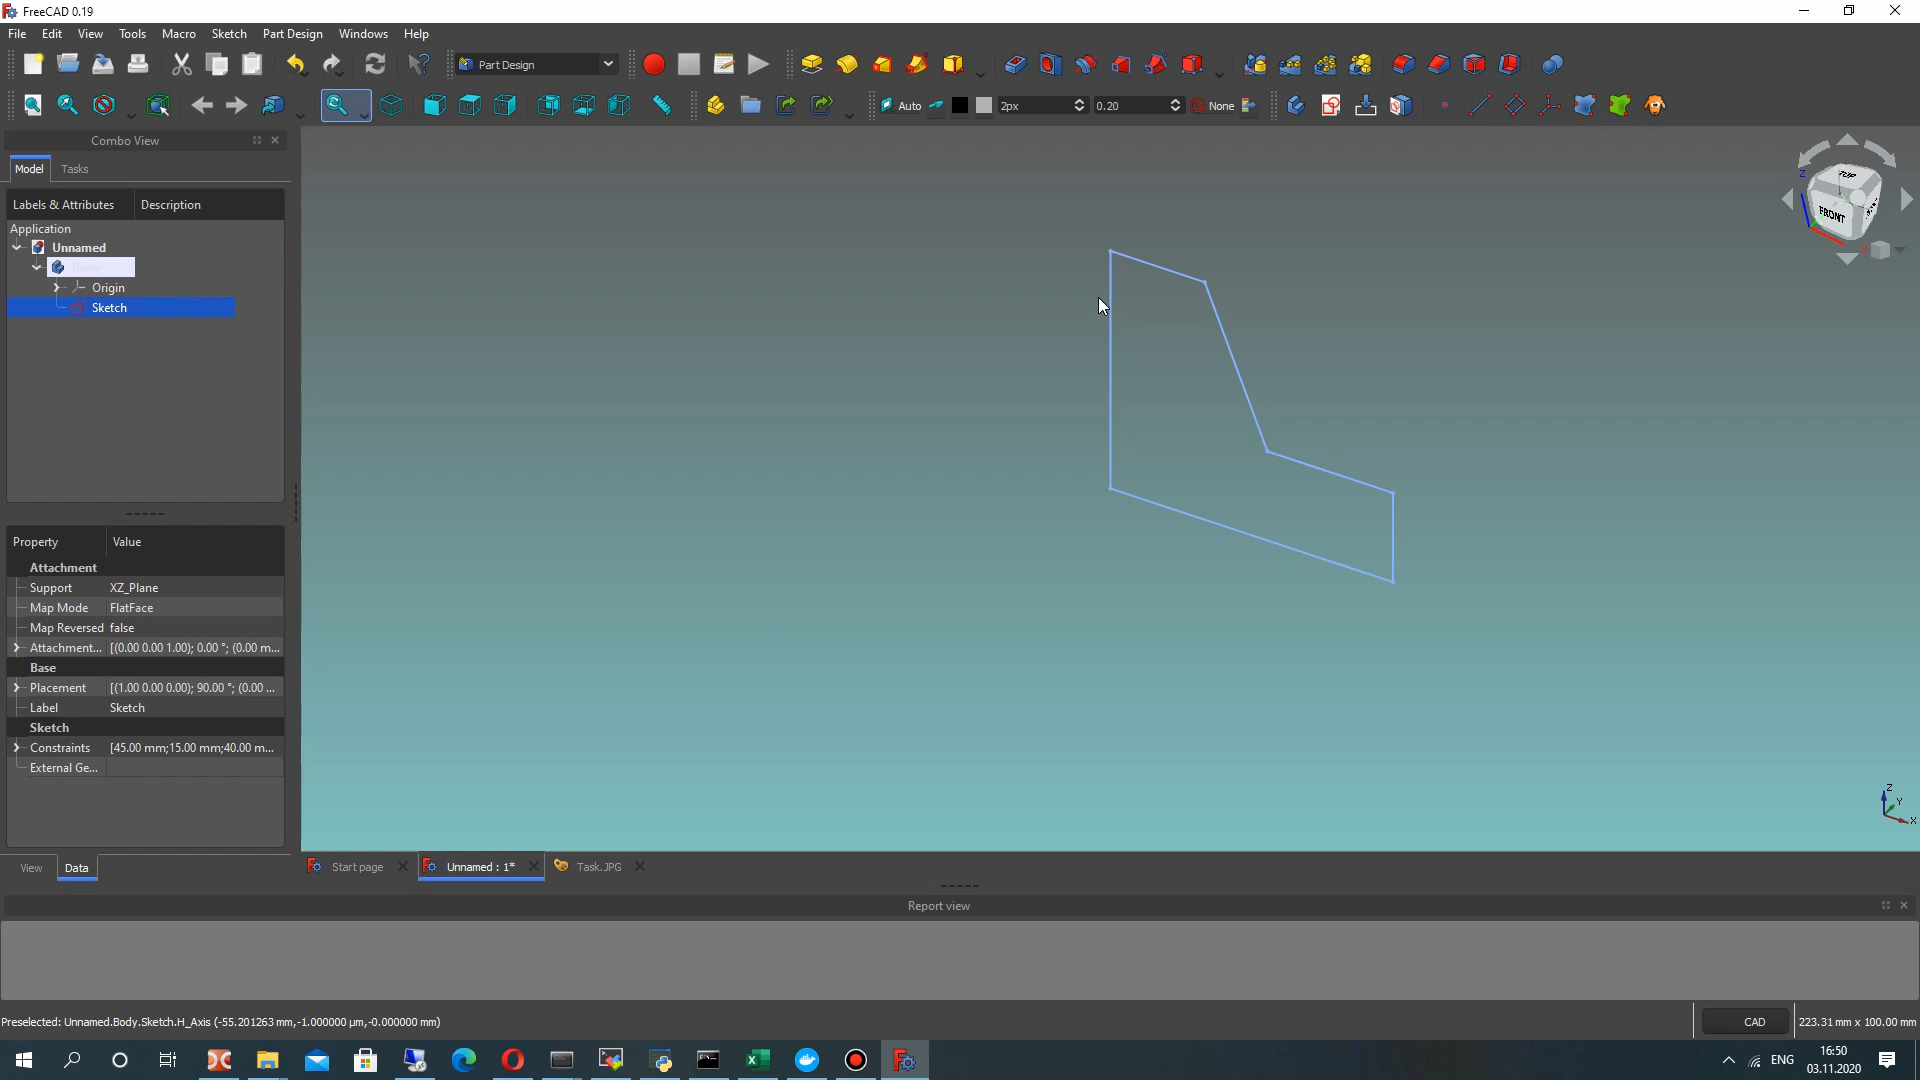 FreeCAD 0.19
File Edit View Tools Macro Sketch Part Design Windows Help
Part Design
Auto 2px 0.20 None
Combo View
Model Tasks
Labels & Attributes Description
Application
Unnamed
Origin
Sketch
Property Value
Attachment
Support XZ_Plane
Map Mode FlatFace
Map Reversed false
Attachment... [(0.00 0.00 1.00); 0.00 °; (0.00 m...
Base
Placement [(1.00 0.00 0.00); 90.00 °; (0.00 ...
Label Sketch
Sketch
Constraints [45.00 mm;15.00 mm;40.00 m...
External Ge...
View Data
TOP
FRONT
Z
Z
Y
X
Start page Unnamed : 1* Task.JPG
Report view
Preselected: Unnamed.Body.Sketch.H_Axis (-55.201263 mm,-1.000000 µm,-0.000000 mm)
CAD 223.31 mm x 100.00 mm
ENG 16:50
03.11.2020